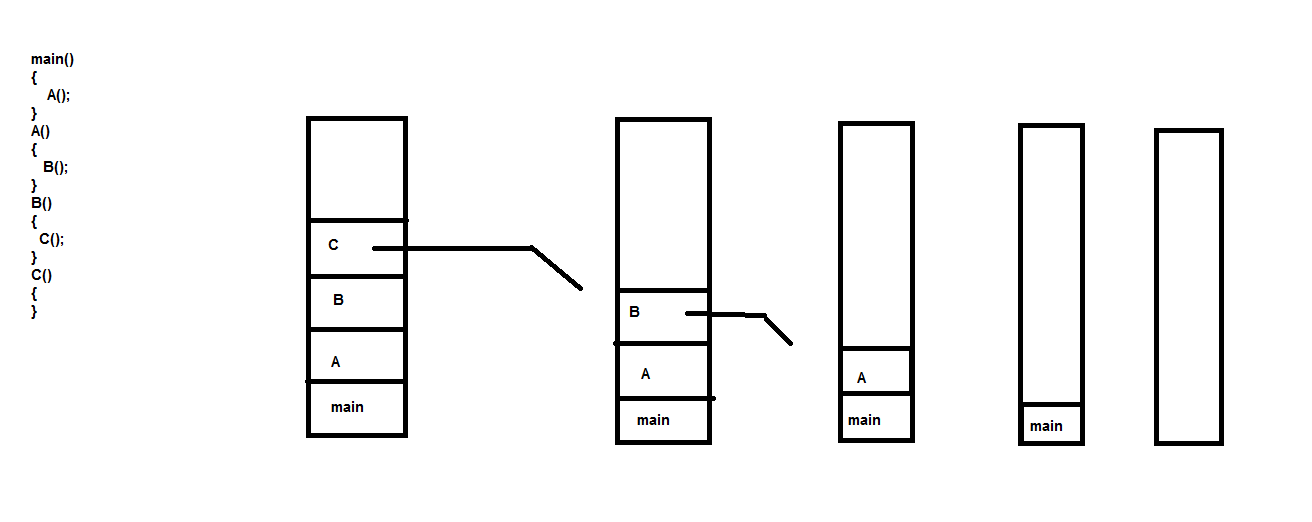 main()
{
A();
}
A()
{
B();
}
B()
{
C();
}
C()
{
}
C
B
A
main
B
A
main
A
main
main